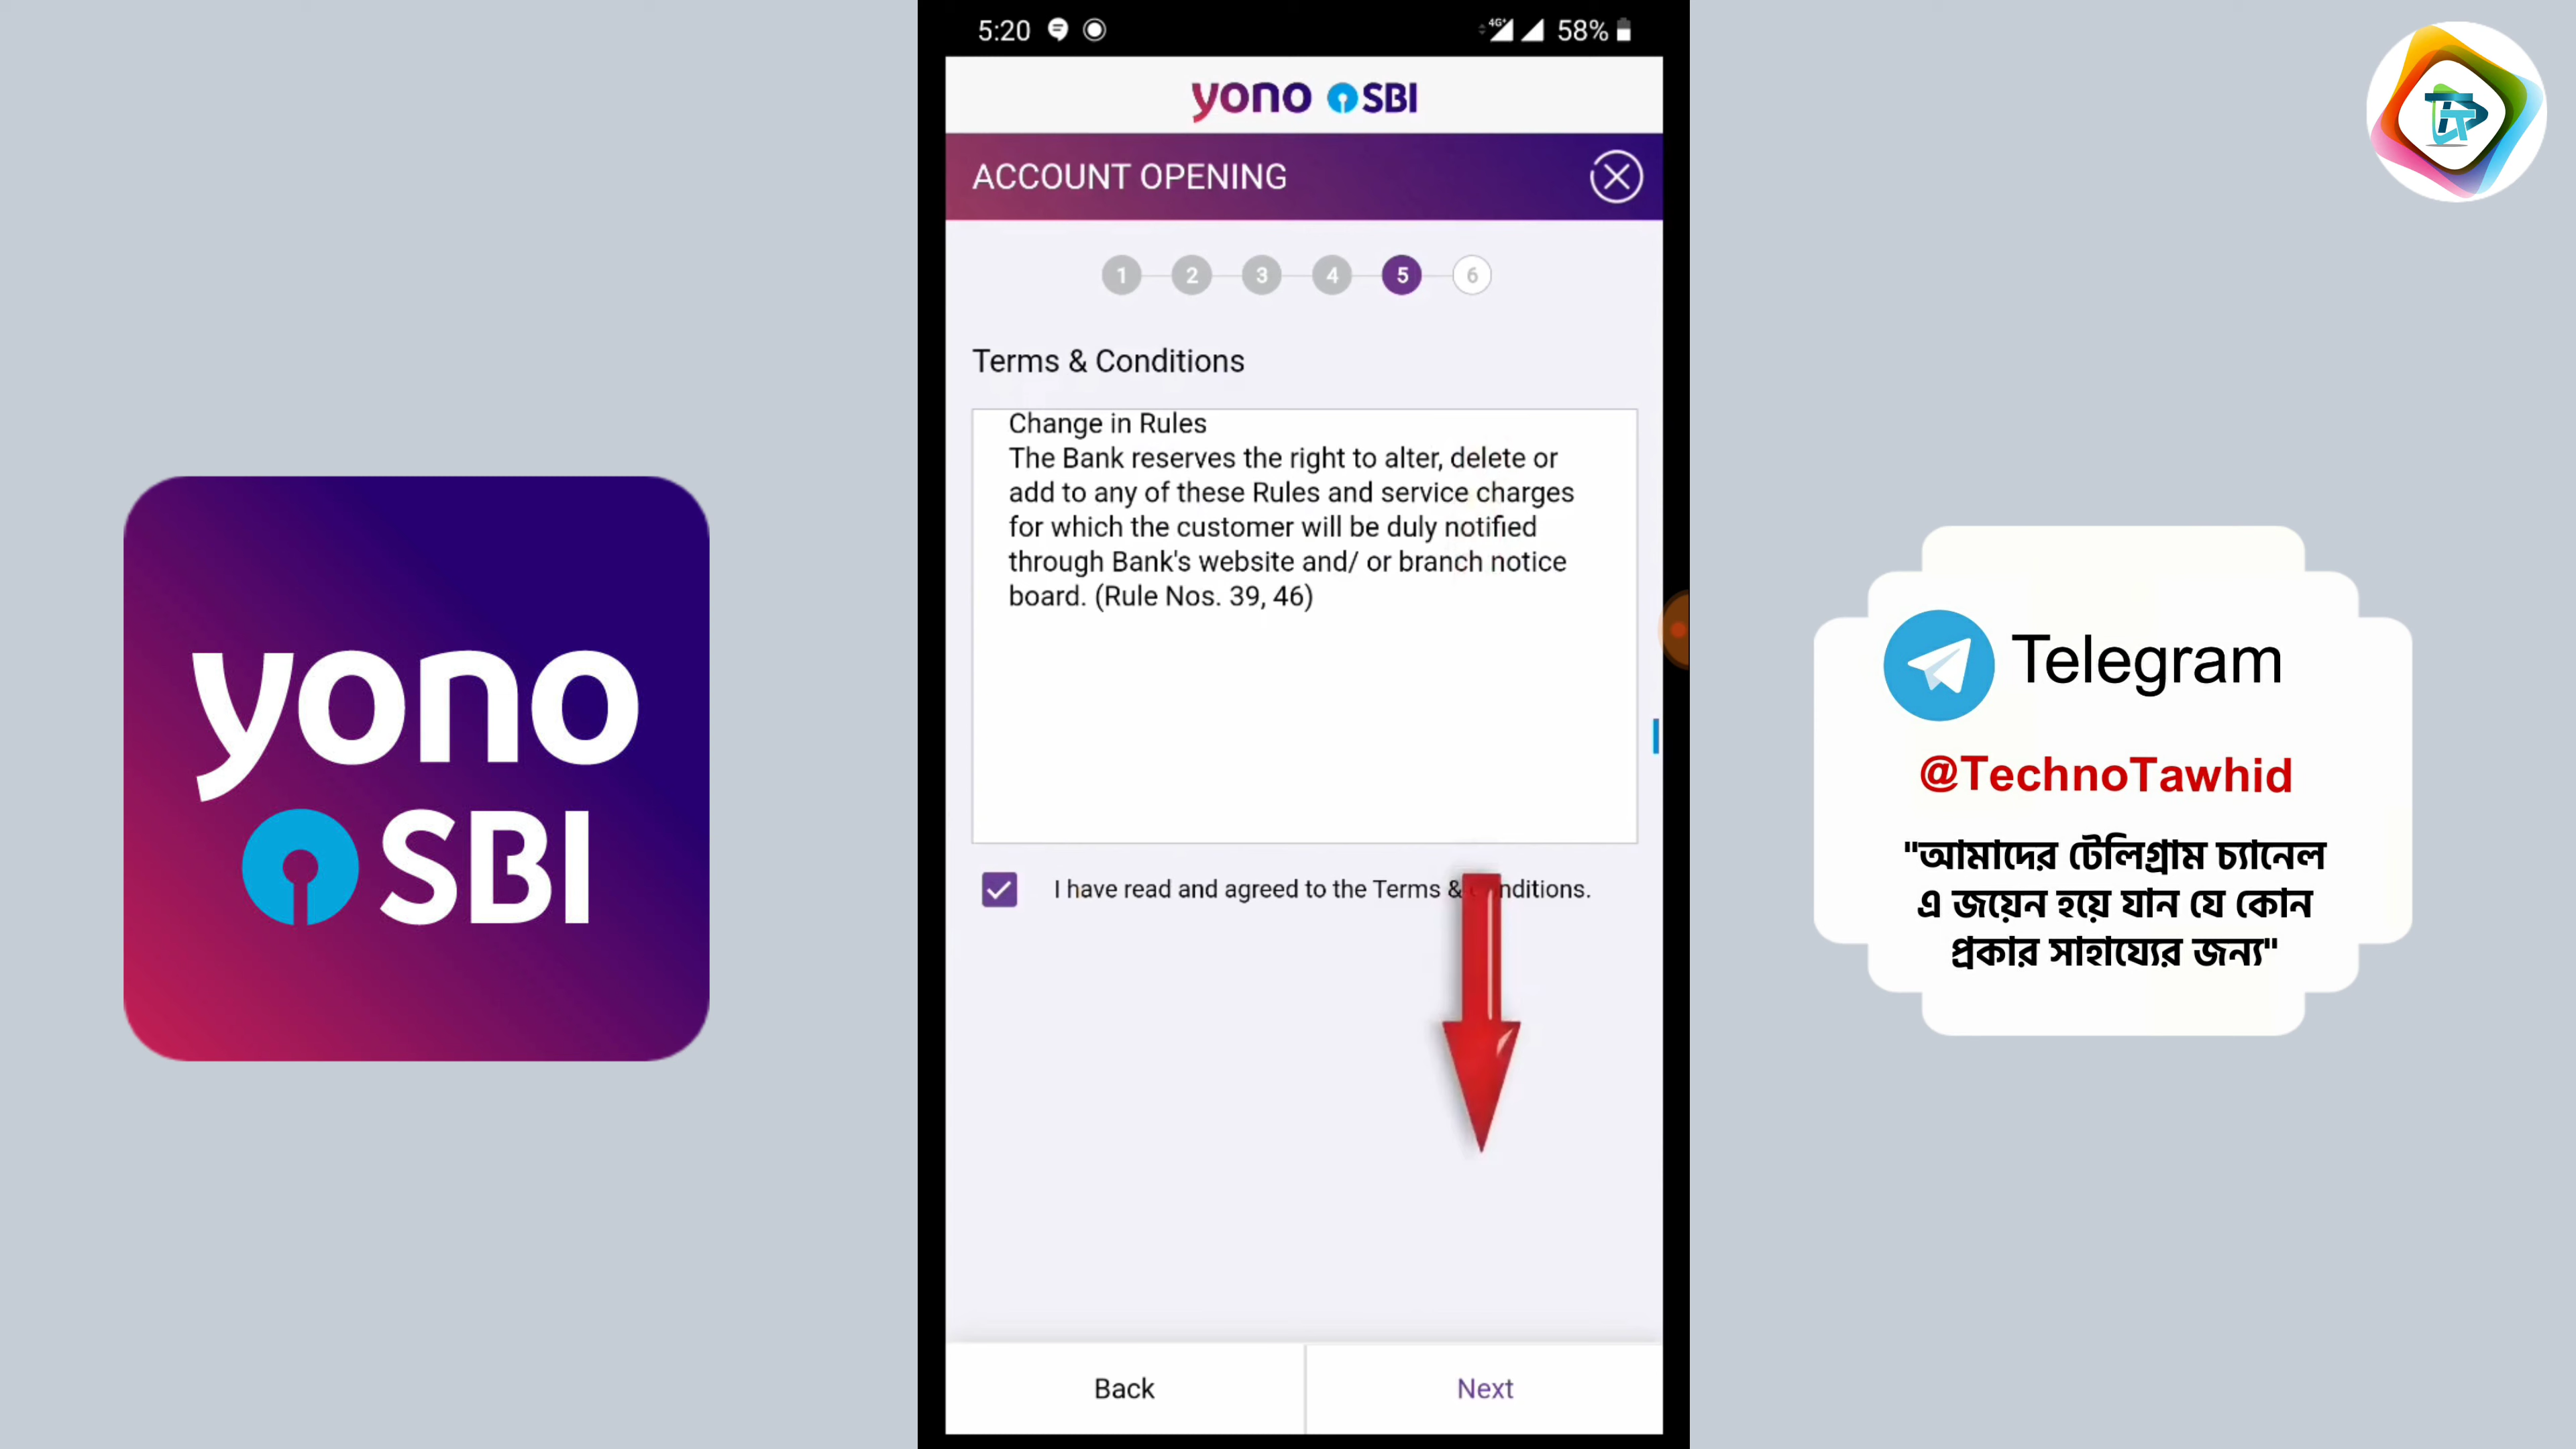 5:20
4G+
58%
yono SBI
ACCOUNT OPENING
1 2 3 4 5 6
Terms & Conditions
Change in Rules
The Bank reserves the right to alter, delete or
add to any of these Rules and service charges
for which the customer will be duly notified
through Bank's website and/ or branch notice
board. (Rule Nos. 39, 46)
I have read and agreed to the Terms & nditions.
Back
Next
yono
SBI
Telegram
@TechnoTawhid
"আমাদের টেলিগ্রাম চ্যানেল
এ জয়েন হয়ে যান যে কোন
প্রকার সাহায্যের জন্য"